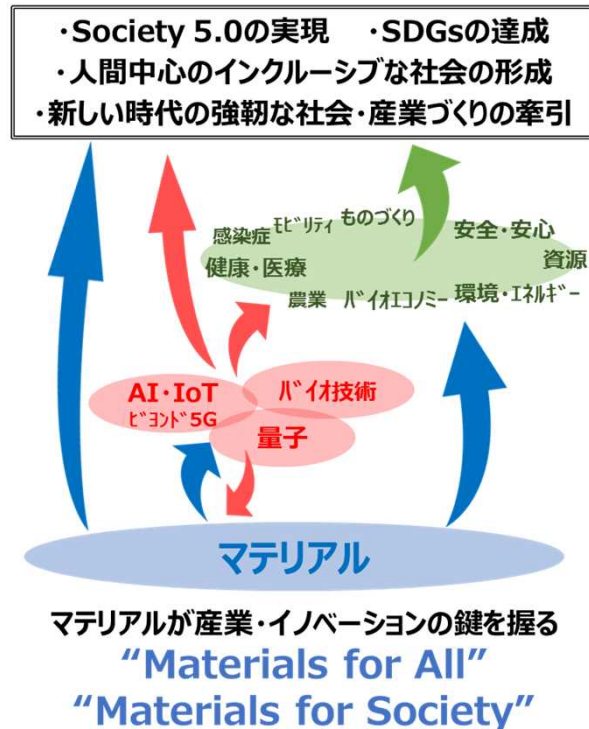 ・Society 5.0の実現　・SDGsの達成
・人間中心のインクルーシブな社会の形成
・新しい時代の強靭な社会・産業づくりの牽引
感染症 ﾓﾋﾞﾘﾃｨ ものづくり 安全・安心
健康・医療 資源
農業 ﾊﾞｲｵｴｺﾉﾐｰ 環境・ｴﾈﾙｷﾞｰ
AI・IoT ﾊﾞｲｵ技術
ﾋﾞﾖﾝﾄﾞ5G
量子
マテリアル
マテリアルが産業・イノベーションの鍵を握る
“Materials for All”
“Materials for Society”